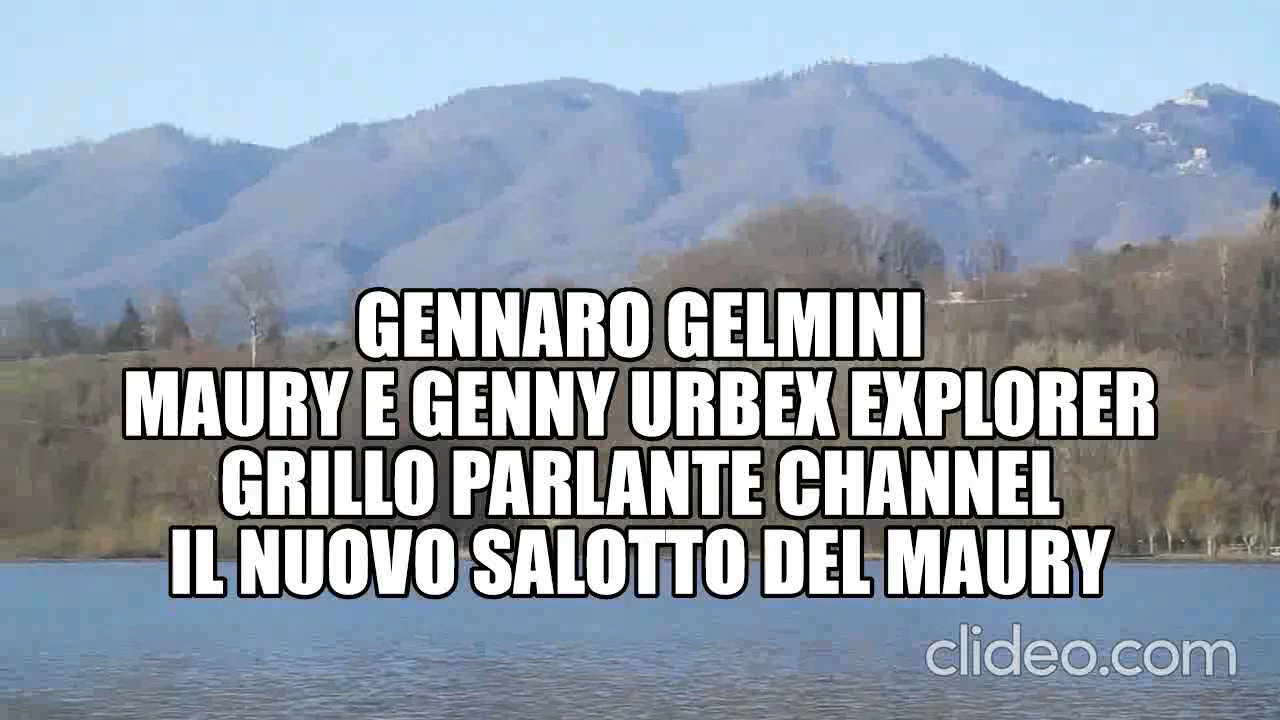 GENNARO GELMINI
MAURY E GENNY URBEX EXPLORER
GRILLO PARLANTE CHANNEL
IL NUOVO SALOTTO DEL MAURY
clideo.com